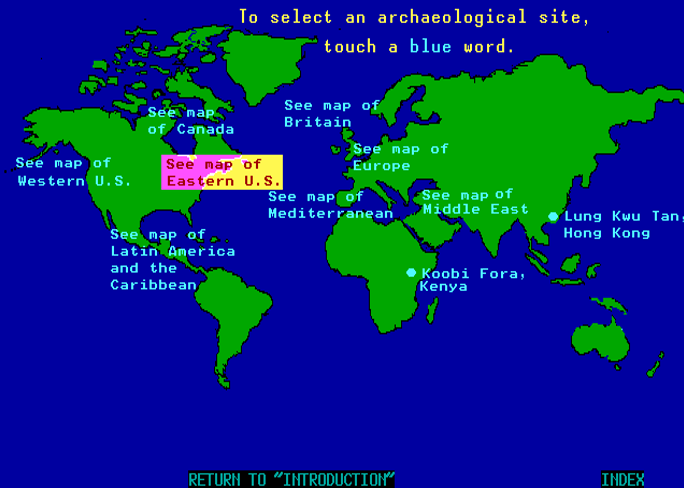 To select an archaeological site,
touch a blue word.
See map of
Britain
See map
of Canada
See map of
Europe
See map of
Western U.S.
See map of
Eastern U.S.
See map of
Mediterranean
See map of
Middle East
Lung Kwu Tan,
Hong Kong
See map of
Latin America
and the
Caribbean
Koobi Fora,
Kenya
RETURN TO "INTRODUCTION"
INDEX